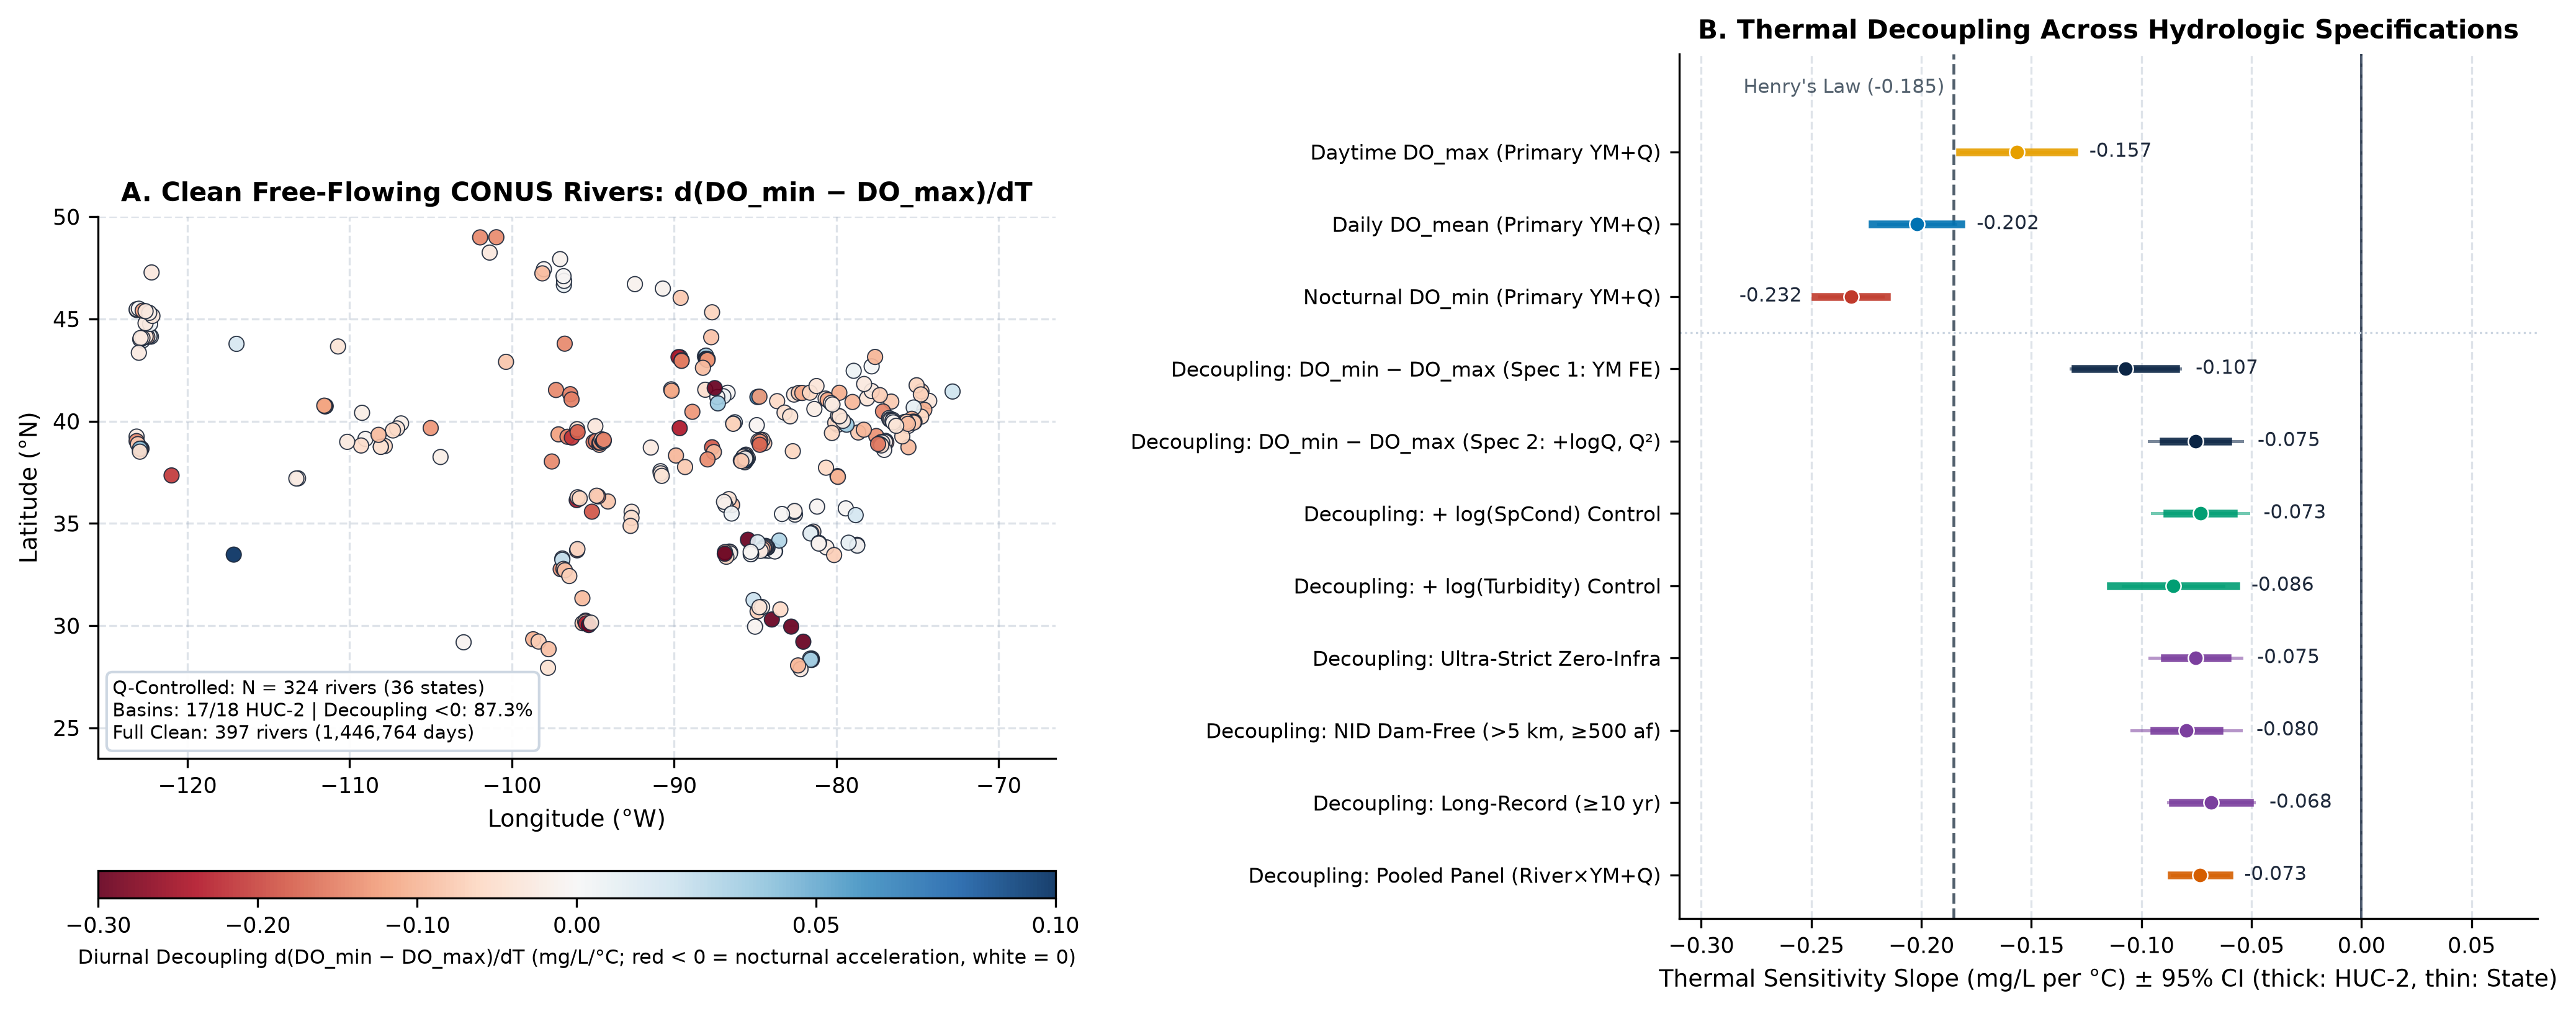 A. Clean Free-Flowing CONUS Rivers: d(DO_min − DO_max)/dT
Latitude (°N)
50
45
40
35
30
25
Q-Controlled: N = 324 rivers (36 states)
Basins: 17/18 HUC-2 | Decoupling <0: 87.3%
Full Clean: 397 rivers (1,446,764 days)
−120 −110 −100 −90 −80 −70
Longitude (°W)
−0.30 −0.20 −0.10 0.00 0.05 0.10
Diurnal Decoupling d(DO_min − DO_max)/dT (mg/L/°C; red < 0 = nocturnal acceleration, white = 0)
B. Thermal Decoupling Across Hydrologic Specifications
Henry's Law (-0.185)
Daytime DO_max (Primary YM+Q) -0.157
Daily DO_mean (Primary YM+Q) -0.202
Nocturnal DO_min (Primary YM+Q) -0.232
Decoupling: DO_min − DO_max (Spec 1: YM FE) -0.107
Decoupling: DO_min − DO_max (Spec 2: +logQ, Q²) -0.075
Decoupling: + log(SpCond) Control -0.073
Decoupling: + log(Turbidity) Control -0.086
Decoupling: Ultra-Strict Zero-Infra -0.075
Decoupling: NID Dam-Free (>5 km, ≥500 af) -0.080
Decoupling: Long-Record (≥10 yr) -0.068
Decoupling: Pooled Panel (River×YM+Q) -0.073
−0.30 −0.25 −0.20 −0.15 −0.10 −0.05 0.00 0.05
Thermal Sensitivity Slope (mg/L per °C) ± 95% CI (thick: HUC-2, thin: State)